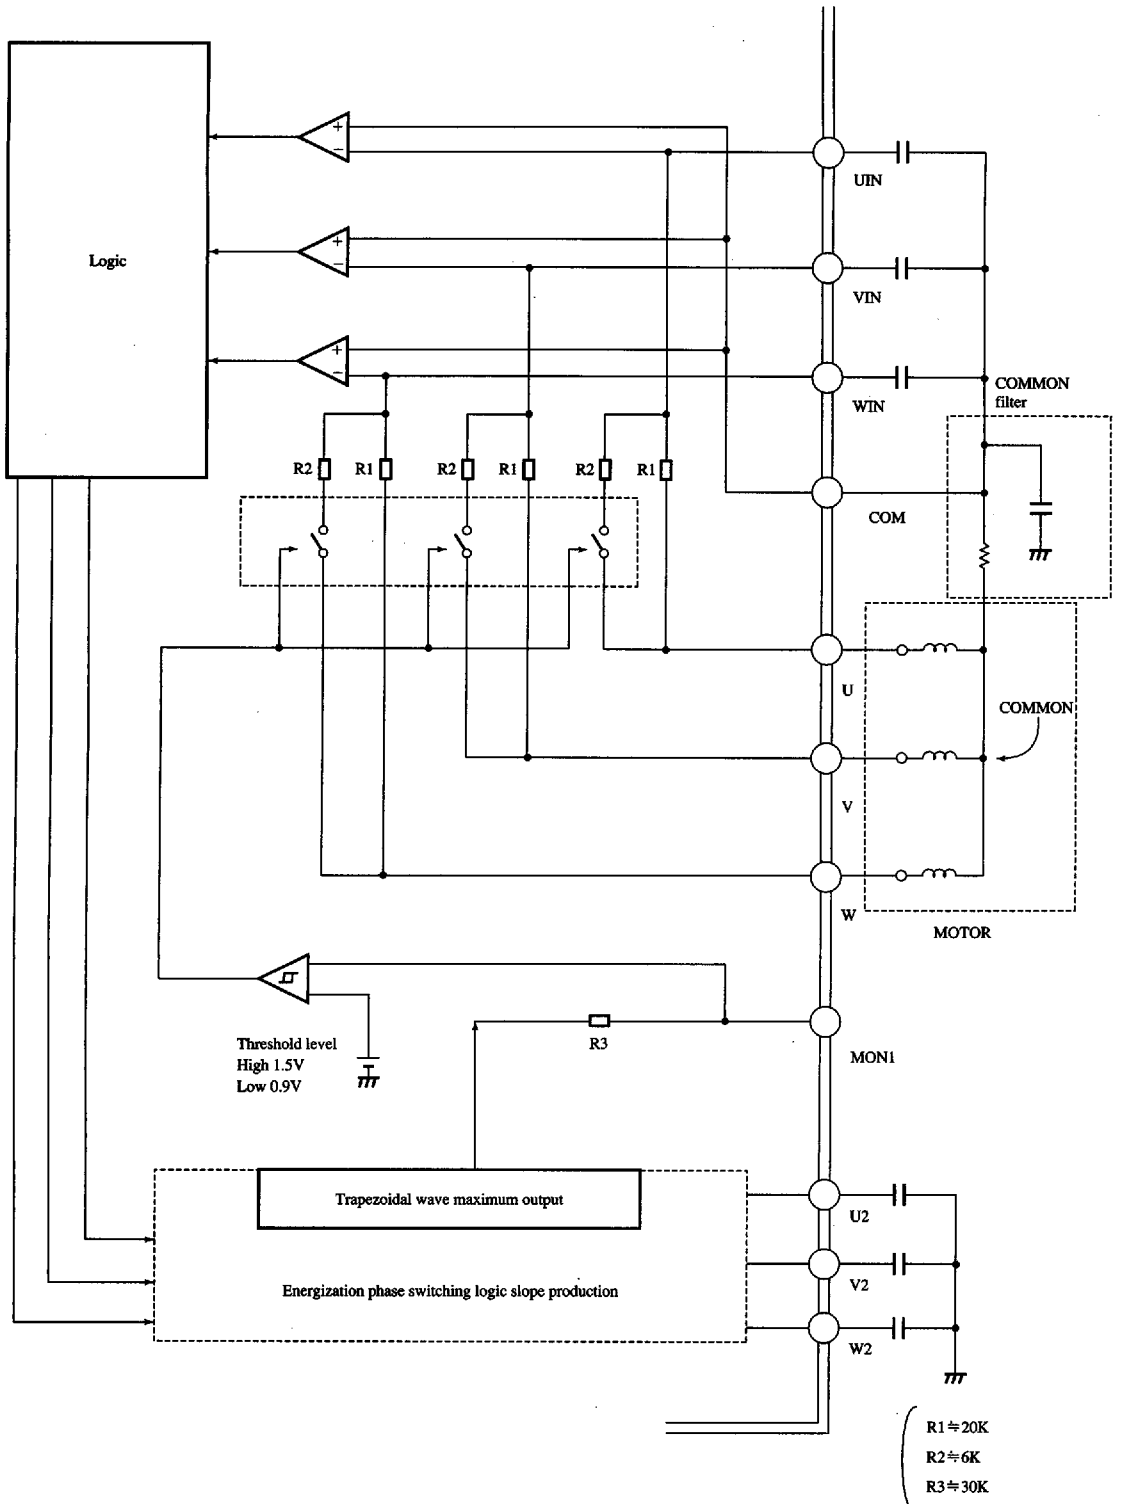 UIN
Logic
VIN
WIN
COMMON
filter
R2
R1
R2
R1
R2
R1
COM
U
COMMON
V
W
MOTOR
Threshold level
High 1.5V
Low 0.9V
R3
MON1
Trapezoidal wave maximum output
U2
Energization phase switching logic slope production
V2
W2
R1≒20K
R2≒6K
R3≒30K
+
−
+
−
+
−